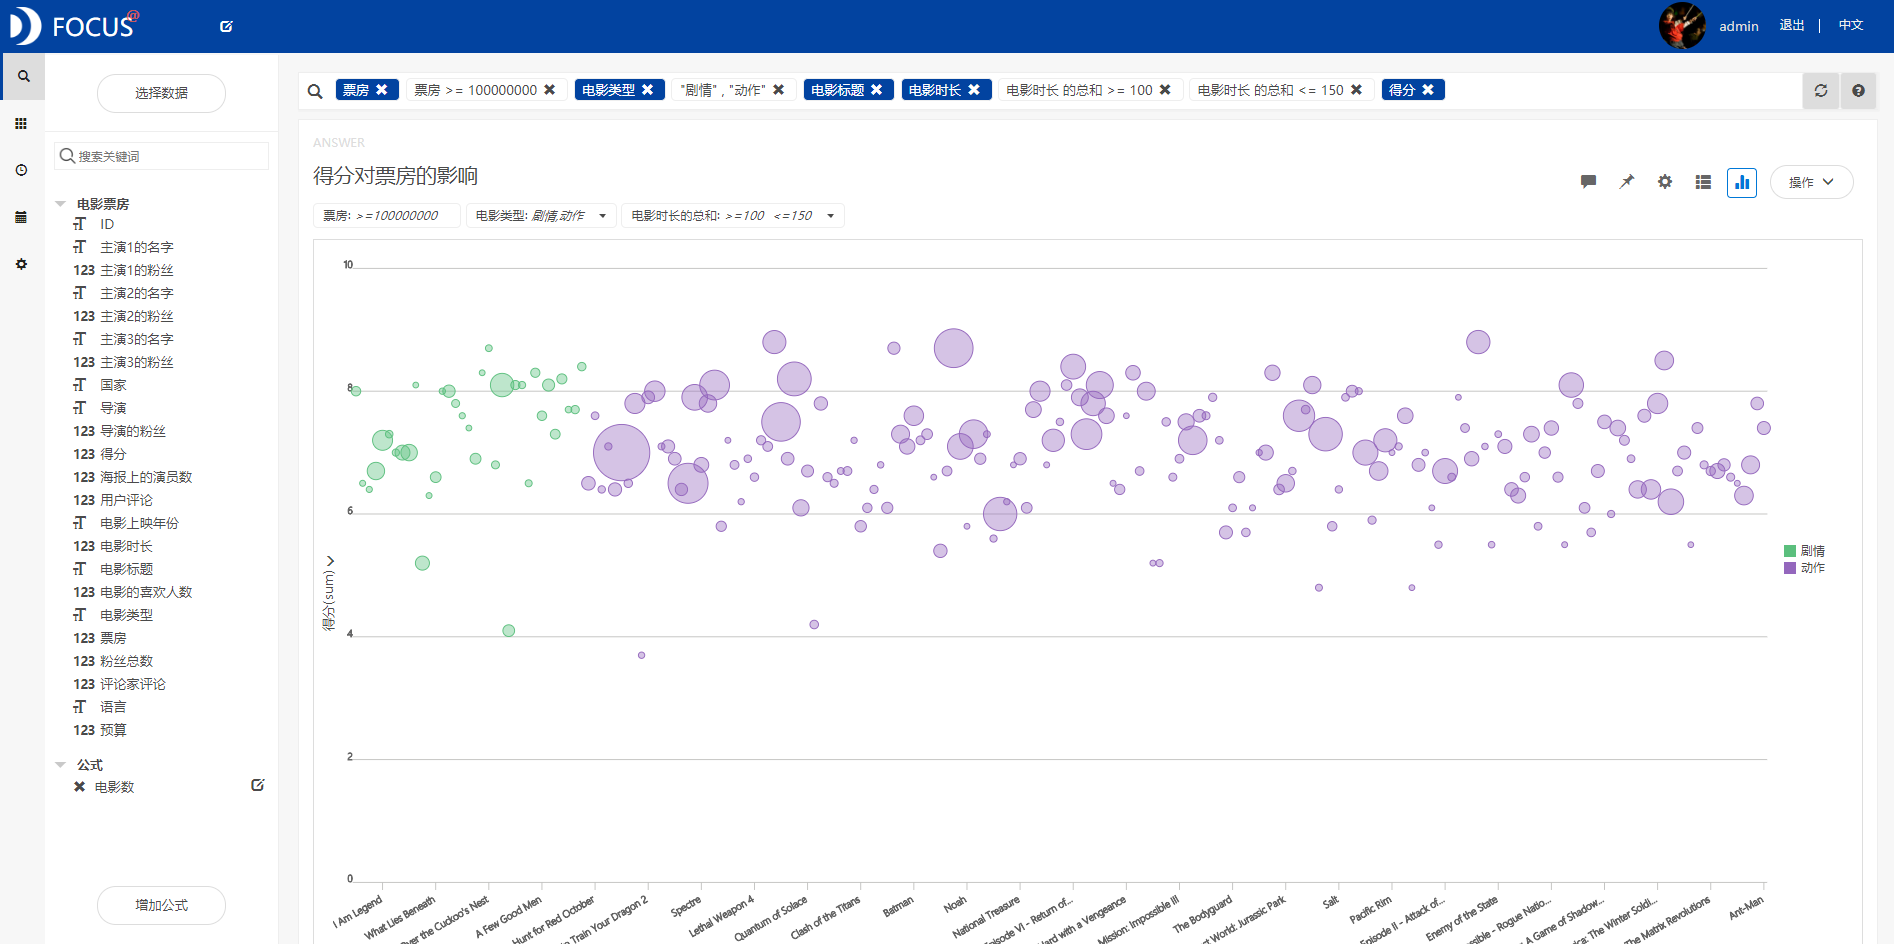 FOCUS@
admin 退出 | 中文
选择数据
搜索关键词
电影票房
ID
主演1的名字
123 主演1的粉丝
主演2的名字
123 主演2的粉丝
主演3的名字
123 主演3的粉丝
国家
导演
123 导演的粉丝
123 得分
123 海报上的演员数
123 用户评论
电影上映年份
123 电影时长
电影标题
123 电影的喜欢人数
电影类型
123 票房
123 粉丝总数
123 评论家评论
语言
123 预算
公式
电影数
增加公式
票房 票房 >= 100000000 电影类型 "剧情" , "动作" 电影标题 电影时长 电影时长 的总和 >= 100 电影时长 的总和 <= 150 得分
ANSWER
得分对票房的影响
操作
票房: >=100000000 电影类型: 剧情,动作 电影时长的总和: >=100 <=150
10
8
6
4
2
0
得分(sum)
剧情
动作
I Am Legend
What Lies Beneath
Over the Cuckoo's Nest
A Few Good Men
Hunt for Red October
Train Your Dragon 2
Spectre
Lethal Weapon 4
Quantum of Solace
Clash of the Titans
Batman
Noah
National Treasure
Episode VI - Return of...
Hard with a Vengeance
Mission: Impossible III
The Bodyguard
World: Jurassic Park
Salt
Pacific Rim
Episode II - Attack of...
Enemy of the State
- Rogue Natio...
A Game of Shadow...
The Winter Soldi...
The Matrix Revolutions
Ant-Man